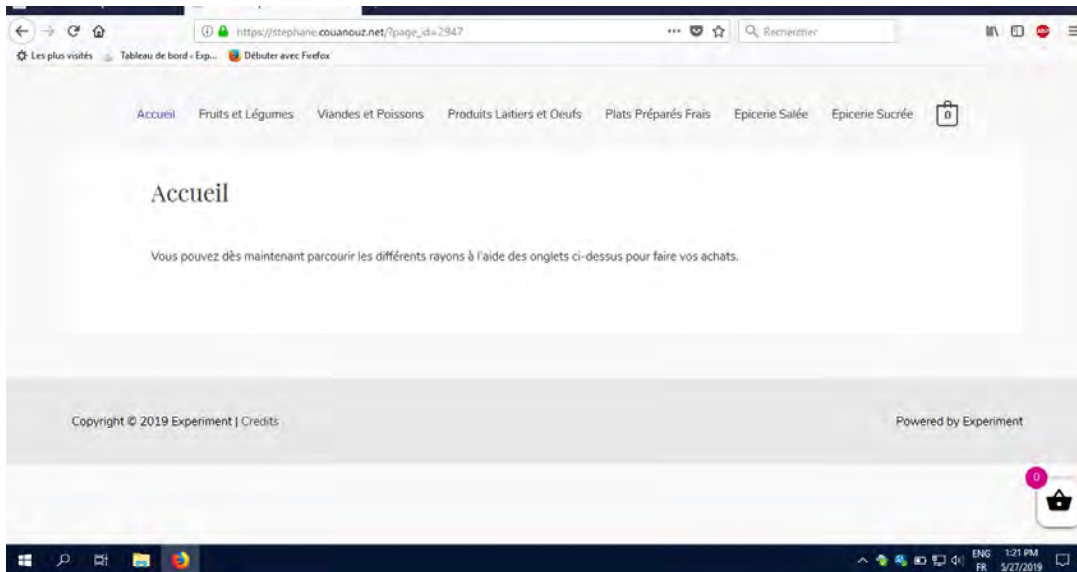 https://stephane.couanouz.net/?page_id=2947
Rechercher
Les plus visités Tableau de bord ‹ Exp... Débuter avec Firefox
Accueil Fruits et Légumes Viandes et Poissons Produits Laitiers et Oeufs Plats Préparés Frais Epicerie Salée Epicerie Sucrée 0
Accueil
Vous pouvez dès maintenant parcourir les différents rayons à l'aide des onglets ci-dessus pour faire vos achats.
Copyright © 2019 Experiment | Credits Powered by Experiment
0
ENG 1:21 PM
FR 5/27/2019